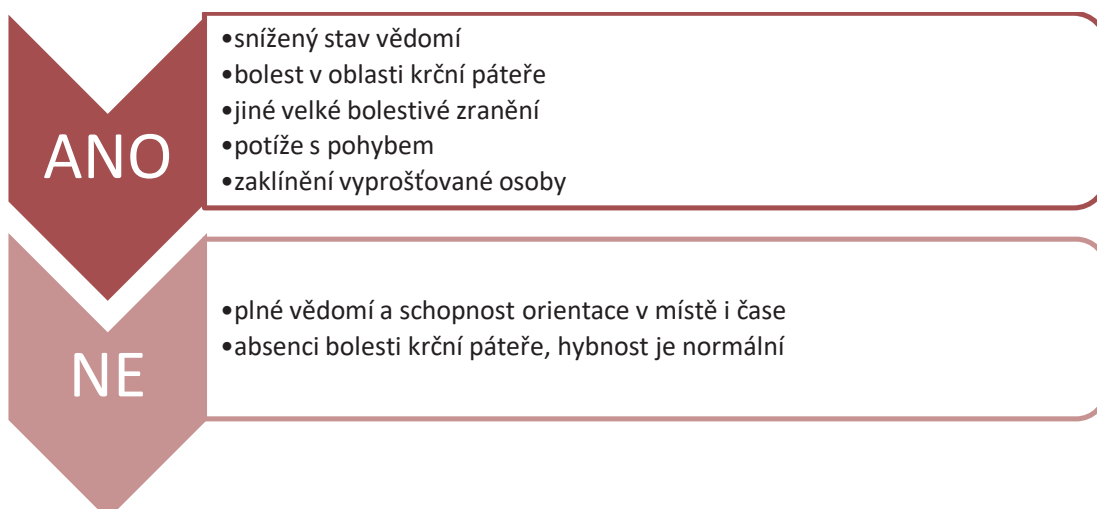 ANO
•snížený stav vědomí
•bolest v oblasti krční páteře
•jiné velké bolestivé zranění
•potíže s pohybem
•zaklínění vyprošťované osoby
NE
•plné vědomí a schopnost orientace v místě i čase
•absenci bolesti krční páteře, hybnost je normální